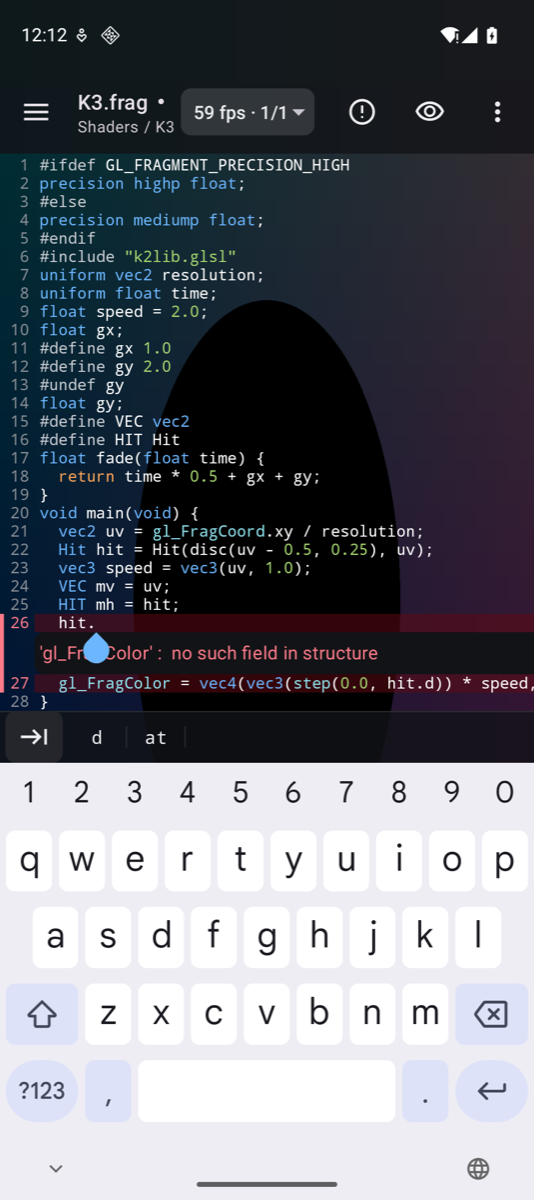 12:12
K3.frag •
Shaders / K3
59 fps · 1/1
1 #ifdef GL_FRAGMENT_PRECISION_HIGH
2 precision highp float;
3 #else
4 precision mediump float;
5 #endif
6 #include "k2lib.glsl"
7 uniform vec2 resolution;
8 uniform float time;
9 float speed = 2.0;
10 float gx;
11 #define gx 1.0
12 #define gy 2.0
13 #undef gy
14 float gy;
15 #define VEC vec2
16 #define HIT Hit
17 float fade(float time) {
18 return time * 0.5 + gx + gy;
19 }
20 void main(void) {
21 vec2 uv = gl_FragCoord.xy / resolution;
22 Hit hit = Hit(disc(uv - 0.5, 0.25), uv);
23 vec3 speed = vec3(uv, 1.0);
24 VEC mv = uv;
25 HIT mh = hit;
26 hit.
'gl_FragColor' : no such field in structure
27 gl_FragColor = vec4(vec3(step(0.0, hit.d)) * speed,
28 }
d at
1 2 3 4 5 6 7 8 9 0
q w e r t y u i o p
a s d f g h j k l
z x c v b n m
?123 , .